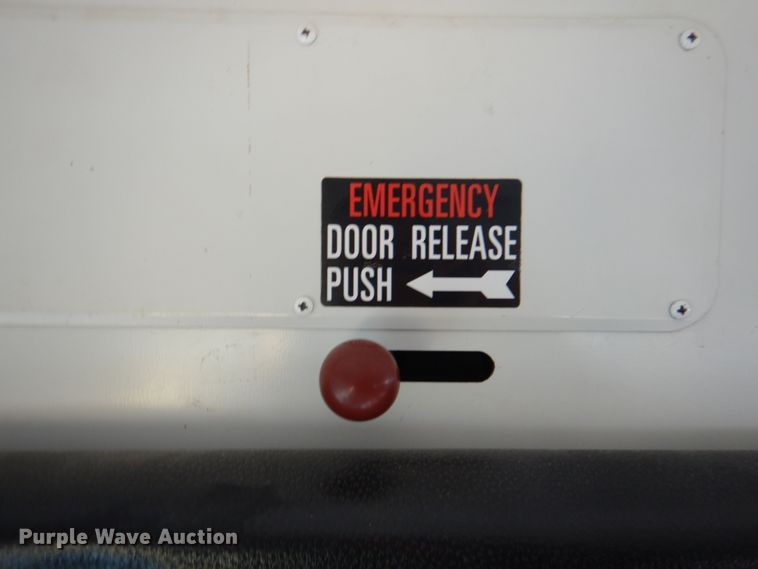 EMERGENCY
DOOR RELEASE
PUSH
Purple Wave Auction